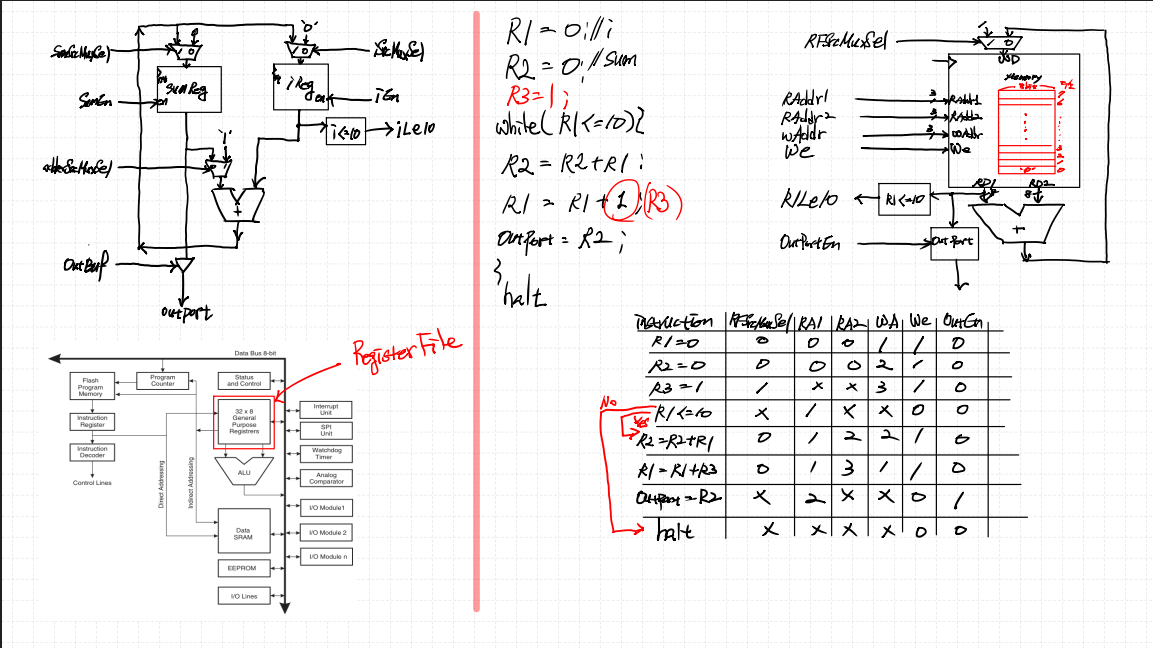 '0'
SumSrcMuxSel
iSrcMuxSel
SumReg
iReg
en
SumEn
en
iEn
i<=10
iLe10
'1'
+
OutBuf
outport
R1 = 0; // i
R2 = 0; // Sum
R3 = 1;
while( R1 <= 10){
R2 = R2 + R1;
R1 = R1 + 1; (R3)
OutPort = R2;
}
halt
RFSrcMuxSel
1 0
WD
Memory
RAddr1
RAddr2
wAddr
We
3
RAddr1
3
RAddr2
3
WAddr
We
RD1
RD2
8
R1Le10
R1<=10
OutPortEn
OutPort
+
Data Bus 8-bit
Flash
Program
Memory
Program
Counter
Status
and Control
Register File
Instruction
Register
32 x 8
General
Purpose
Registrers
Interrupt
Unit
SPI
Unit
Instruction
Decoder
Watchdog
Timer
Control Lines
ALU
Analog
Comparator
Direct Addressing
Indirect Addressing
I/O Module1
Data
SRAM
I/O Module 2
I/O Module n
EEPROM
I/O Lines
instruction RFSrcMuxSel RA1 RA2 WA We OutEn
R1=0 0 0 0 1 1 0
R2=0 0 0 0 2 1 0
R3=1 1 x x 3 1 0
No
R1<=10 x 1 x x 0 0
Yes
R2=R2+R1 0 1 2 2 1 0
R1=R1+R3 0 1 3 1 1 0
Outport=R2 x 2 x x 0 1
halt x x x x 0 0